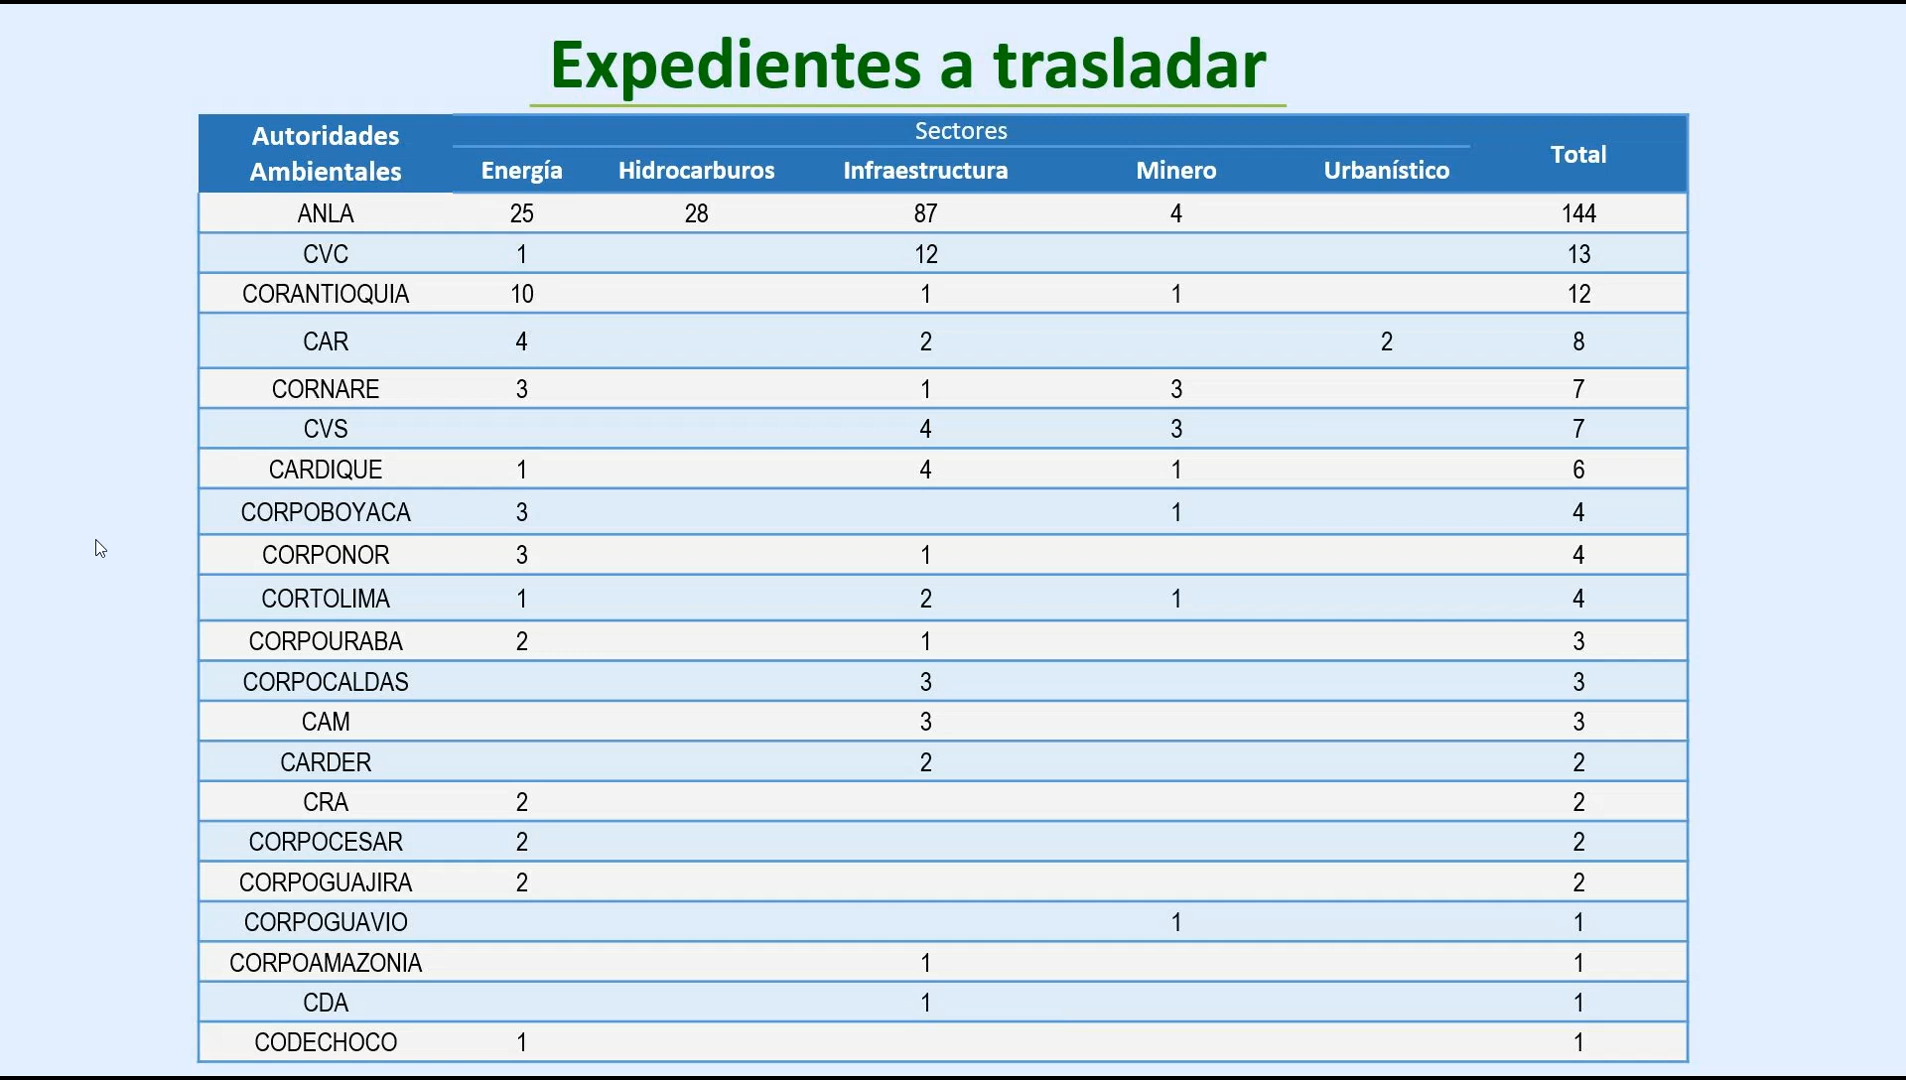 Expedientes a trasladar
Autoridades Ambientales Sectores Total
Energía Hidrocarburos Infraestructura Minero Urbanístico
ANLA 25 28 87 4 144
CVC 1 12 13
CORANTIOQUIA 10 1 1 12
CAR 4 2 2 8
CORNARE 3 1 3 7
CVS 4 3 7
CARDIQUE 1 4 1 6
CORPOBOYACA 3 1 4
CORPONOR 3 1 4
CORTOLIMA 1 2 1 4
CORPOURABA 2 1 3
CORPOCALDAS 3 3
CAM 3 3
CARDER 2 2
CRA 2 2
CORPOCESAR 2 2
CORPOGUAJIRA 2 2
CORPOGUAVIO 1 1
CORPOAMAZONIA 1 1
CDA 1 1
CODECHOCO 1 1